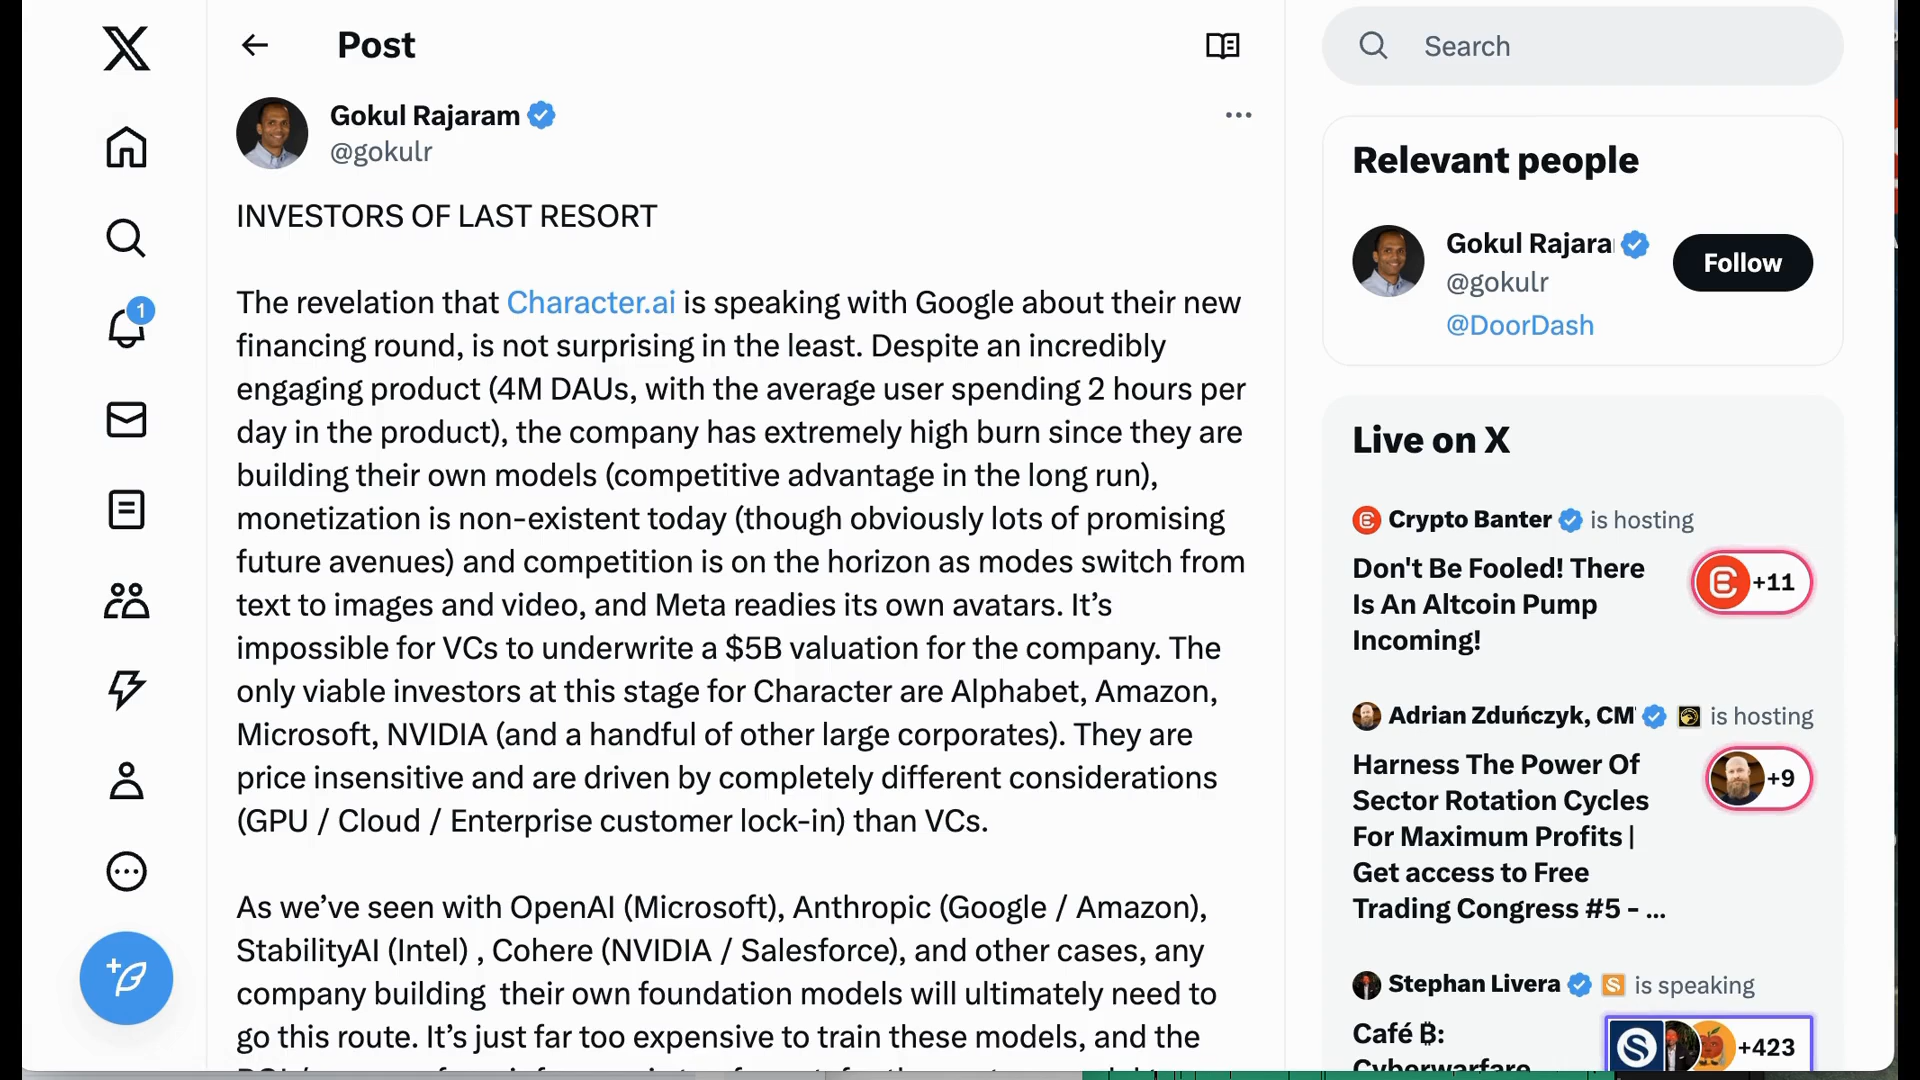 Post
Search
Gokul Rajaram
@gokulr
INVESTORS OF LAST RESORT
The revelation that Character.ai is speaking with Google about their new
financing round, is not surprising in the least. Despite an incredibly
engaging product (4M DAUs, with the average user spending 2 hours per
day in the product), the company has extremely high burn since they are
building their own models (competitive advantage in the long run),
monetization is non-existent today (though obviously lots of promising
future avenues) and competition is on the horizon as modes switch from
text to images and video, and Meta readies its own avatars. It’s
impossible for VCs to underwrite a $5B valuation for the company. The
only viable investors at this stage for Character are Alphabet, Amazon,
Microsoft, NVIDIA (and a handful of other large corporates). They are
price insensitive and are driven by completely different considerations
(GPU / Cloud / Enterprise customer lock-in) than VCs.
As we’ve seen with OpenAI (Microsoft), Anthropic (Google / Amazon),
StabilityAI (Intel) , Cohere (NVIDIA / Salesforce), and other cases, any
company building  their own foundation models will ultimately need to
go this route. It’s just far too expensive to train these models, and the
1
Relevant people
Gokul Rajara
@gokulr
Follow
@DoorDash
Live on X
Crypto Banter is hosting
Don't Be Fooled! There
Is An Altcoin Pump
Incoming!
+11
Adrian Zduńczyk, CM is hosting
Harness The Power Of
Sector Rotation Cycles
For Maximum Profits |
Get access to Free
Trading Congress #5 - ...
+9
Stephan Livera is speaking
Café ₿:
Cyberwarfare
+423